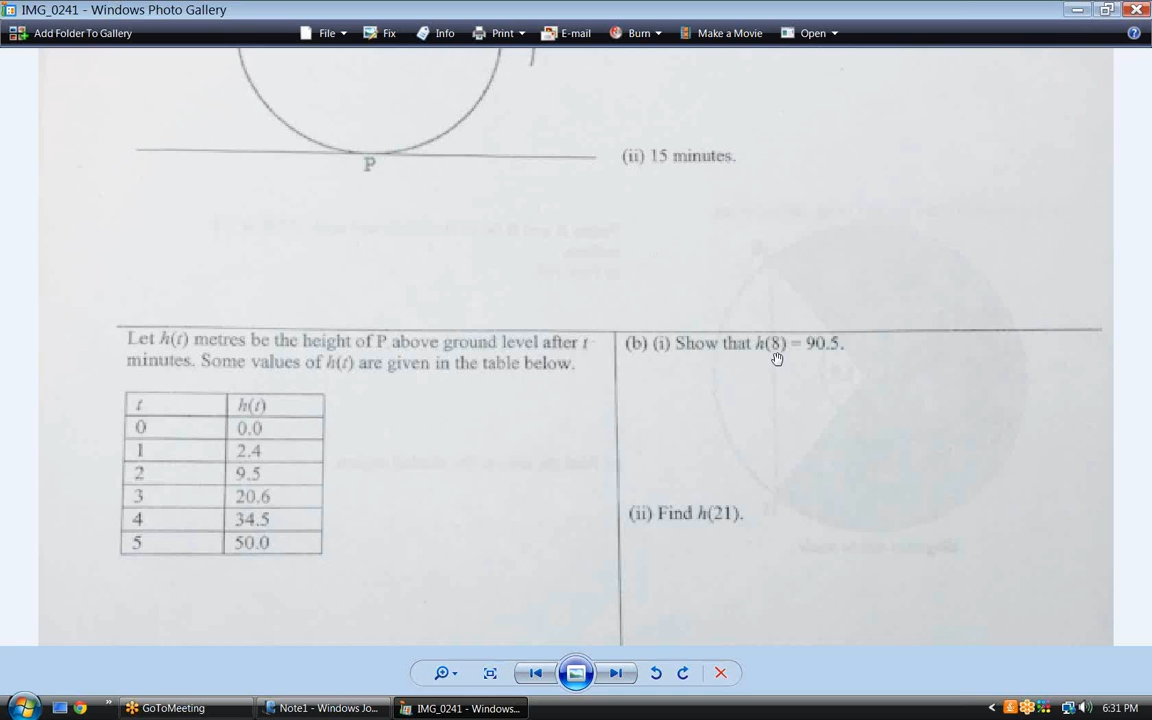 IMG_0241 - Windows Photo Gallery
Add Folder To Gallery
File
Fix
Info
Print
E-mail
Burn
Make a Movie
Open
P
(ii) 15 minutes.
Let h(t) metres be the height of P above ground level after t
minutes. Some values of h(t) are given in the table below.
t h(t)
0 0.0
1 2.4
2 9.5
3 20.6
4 34.5
5 50.0
(b) (i) Show that h(8) = 90.5.
(ii) Find h(21).
GoToMeeting
Note1 - Windows Jo...
IMG_0241 - Windows...
6:31 PM